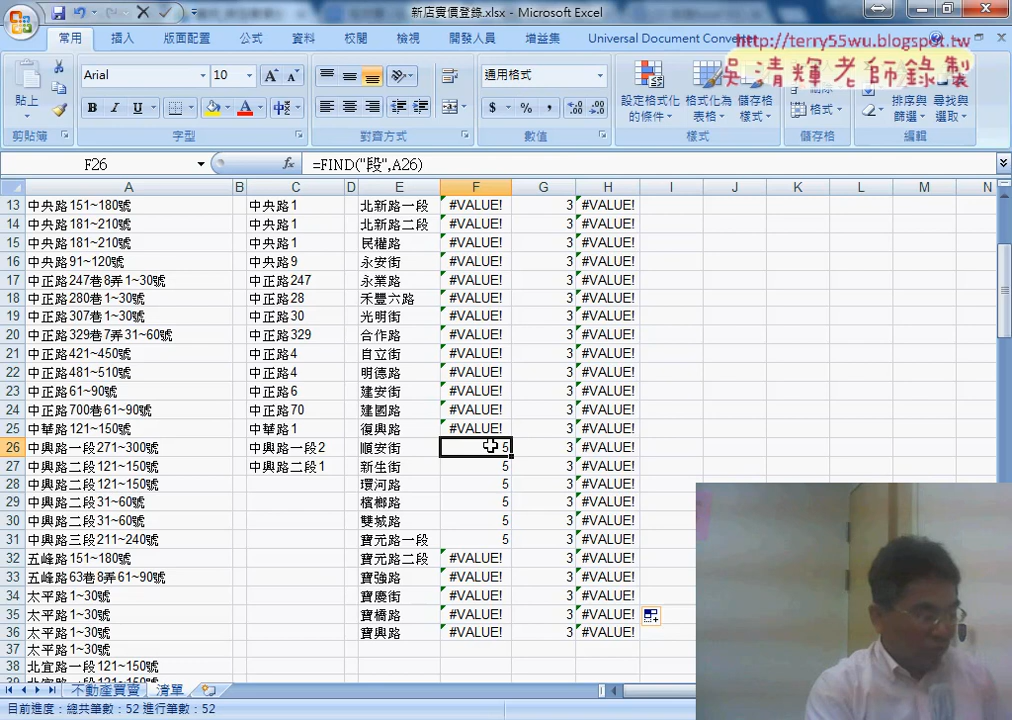 新店實價登錄.xlsx - Microsoft Excel
常用 插入 版面配置 公式 資料 校閱 檢視 開發人員 增益集 Universal Document Conve
http://terry55wu.blogspot.tw
吳清輝老師錄製
貼上 Arial 10 通用格式 設定格式化的條件 格式化為表格 儲存格樣式 格式 排序與篩選 尋找與選取
剪貼簿 字型 對齊方式 數值 樣式 儲存格 編輯
F26 fx =FIND("段",A26)
A B C D E F G H I J K L M N
13 中央路151~180號 中央路1 北新路一段 #VALUE! 3 #VALUE!
14 中央路181~210號 中央路1 北新路二段 #VALUE! 3 #VALUE!
15 中央路181~210號 中央路1 民權路 #VALUE! 3 #VALUE!
16 中央路91~120號 中央路9 永安街 #VALUE! 3 #VALUE!
17 中正路247巷8弄1~30號 中正路247 永業路 #VALUE! 3 #VALUE!
18 中正路280巷1~30號 中正路28 禾豐六路 #VALUE! 3 #VALUE!
19 中正路307巷1~30號 中正路30 光明街 #VALUE! 3 #VALUE!
20 中正路329巷7弄31~60號 中正路329 合作路 #VALUE! 3 #VALUE!
21 中正路421~450號 中正路4 自立街 #VALUE! 3 #VALUE!
22 中正路481~510號 中正路4 明德路 #VALUE! 3 #VALUE!
23 中正路61~90號 中正路6 建安街 #VALUE! 3 #VALUE!
24 中正路700巷61~90號 中正路70 建國路 #VALUE! 3 #VALUE!
25 中華路121~150號 中華路1 復興路 #VALUE! 3 #VALUE!
26 中興路一段271~300號 中興路一段2 順安街 5 3 #VALUE!
27 中興路二段121~150號 中興路二段1 新生街 5 3 #VALUE!
28 中興路二段121~150號 環河路 5 3 #VALUE!
29 中興路二段31~60號 檳榔路 5 3 #VALUE!
30 中興路二段31~60號 雙城路 5 3 #VALUE!
31 中興路三段211~240號 寶元路一段 5 3 #VALUE!
32 五峰路151~180號 寶元路二段 #VALUE! 3 #VALUE!
33 五峰路63巷8弄61~90號 寶強路 #VALUE! 3 #VALUE!
34 太平路1~30號 寶慶街 #VALUE! 3 #VALUE!
35 太平路1~30號 寶橋路 #VALUE! 3 #VALUE!
36 太平路1~30號 寶興路 #VALUE! 3 #VALUE!
37 太平路1~30號
38 北宜路一段121~150號
不動產買賣 清單
目前進度：總共筆數：52 進行筆數：52